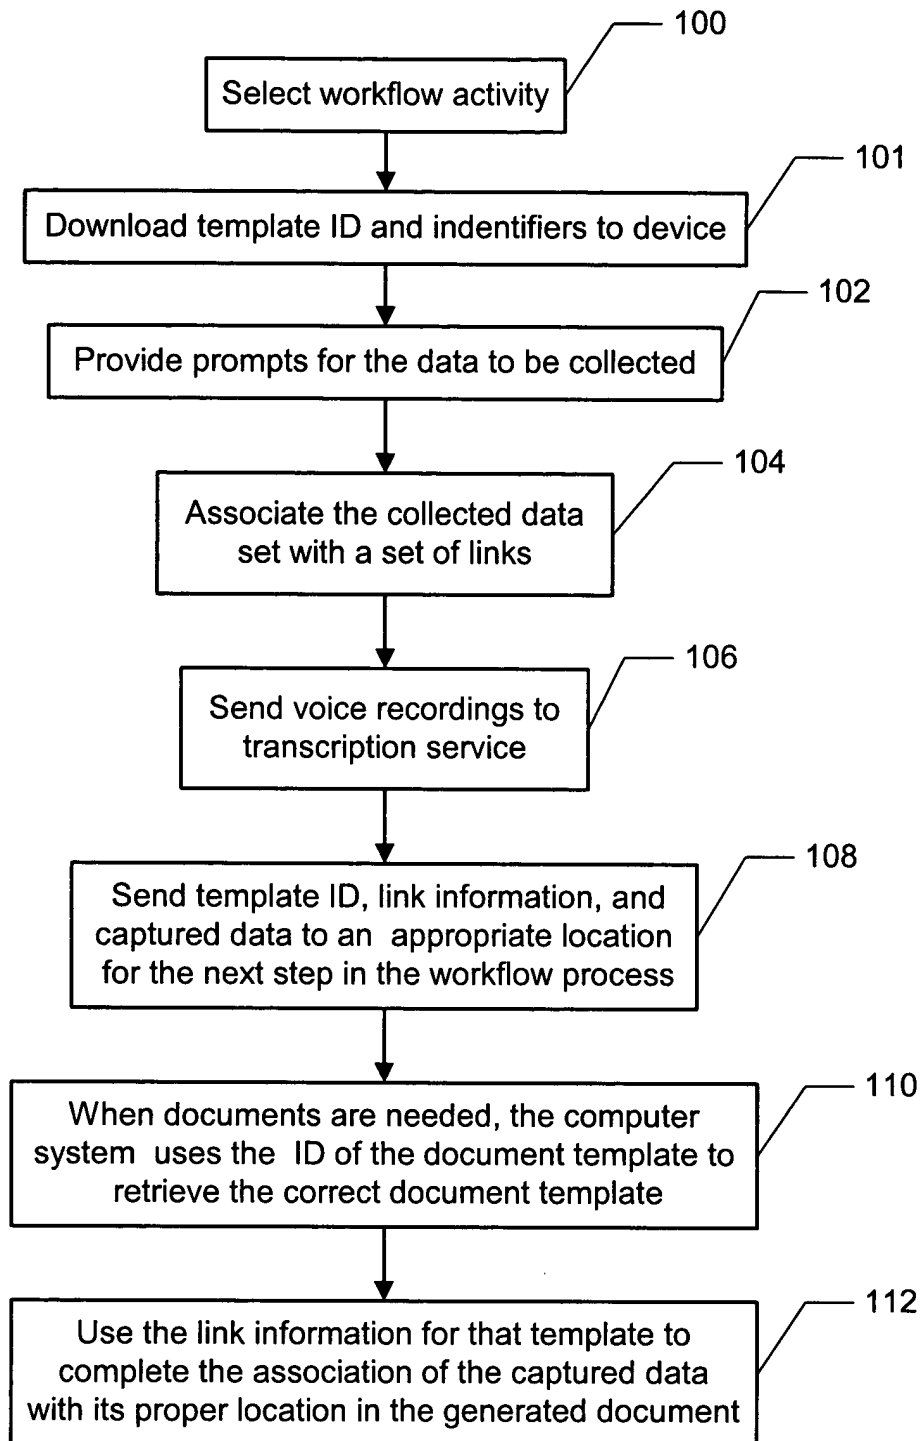 100
Select workflow activity
101
Download template ID and indentifiers to device
102
Provide prompts for the data to be collected
104
Associate the collected data
set with a set of links
106
Send voice recordings to
transcription service
108
Send template ID, link information, and
captured data to an appropriate location
for the next step in the workflow process
110
When documents are needed, the computer
system uses the ID of the document template to
retrieve the correct document template
112
Use the link information for that template to
complete the association of the captured data
with its proper location in the generated document